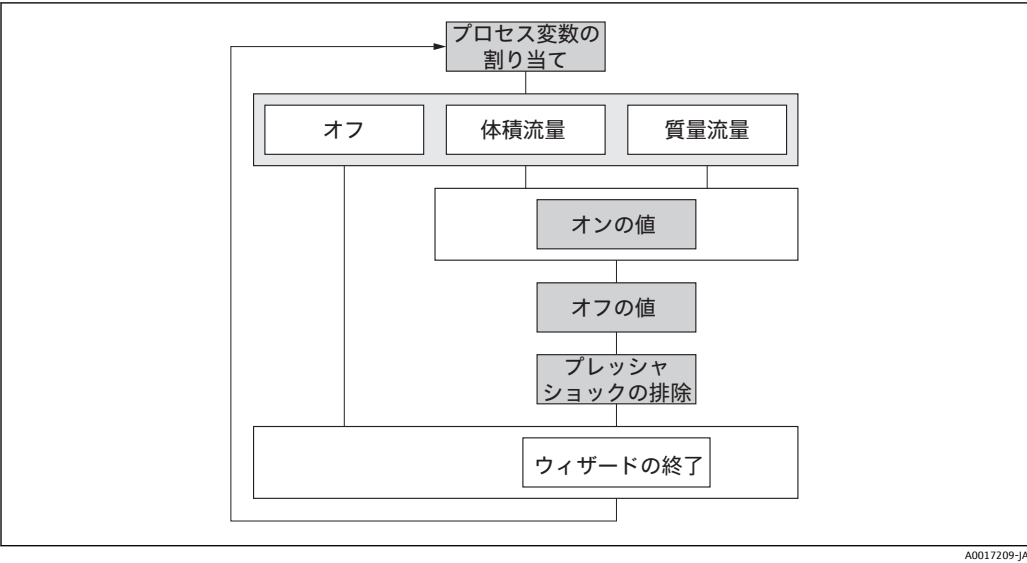 プロセス変数の
割り当て
オフ
体積流量
質量流量
オンの値
オフの値
プレッシャ
ショックの排除
ウィザードの終了
A0017209-JA